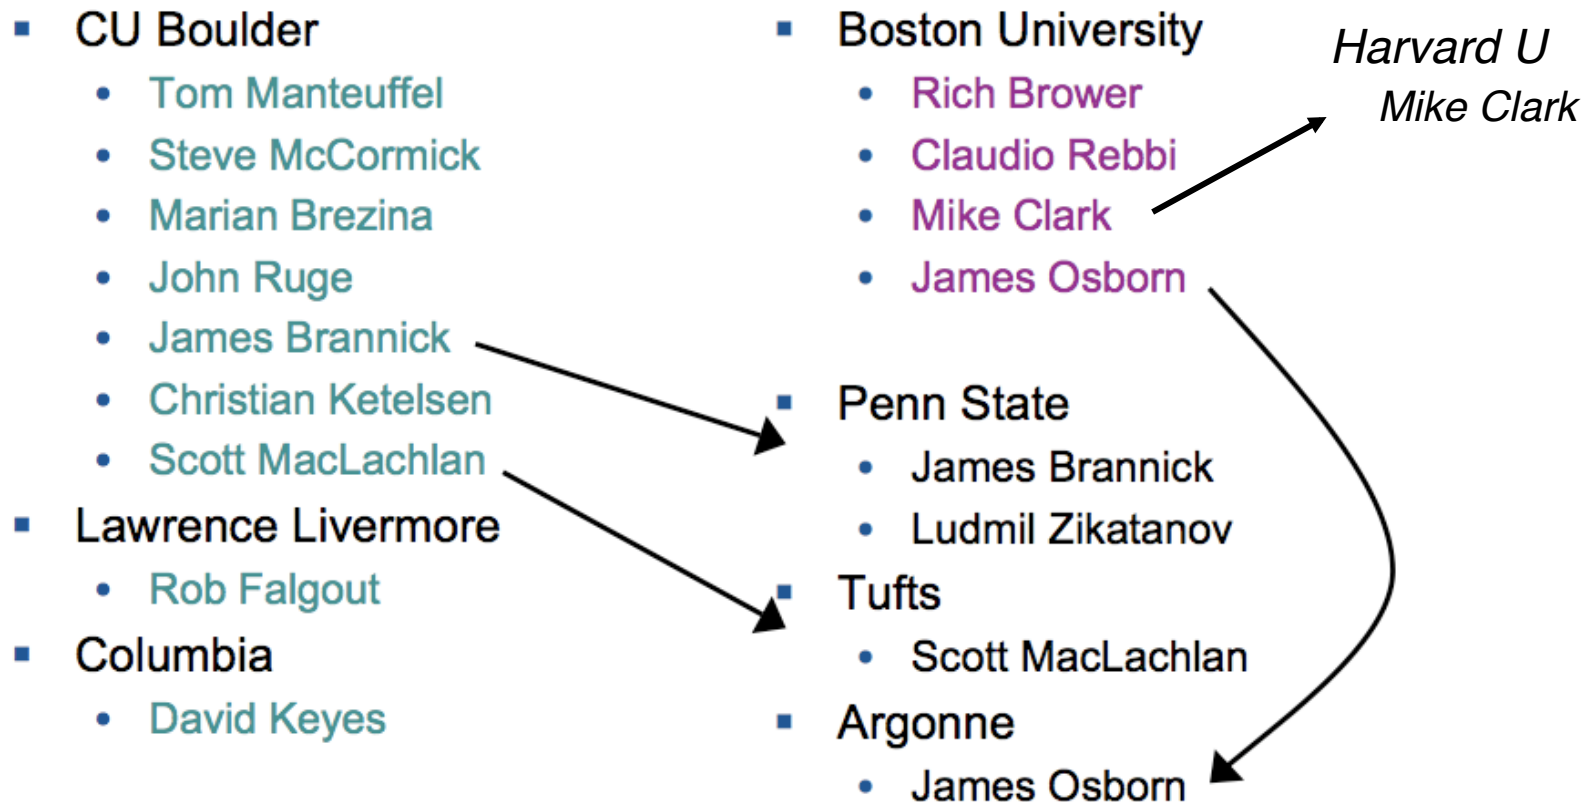 CU Boulder
Tom Manteuffel
Steve McCormick
Marian Brezina
John Ruge
James Brannick
Christian Ketelsen
Scott MacLachlan
Lawrence Livermore
Rob Falgout
Columbia
David Keyes
Boston University
Rich Brower
Claudio Rebbi
Mike Clark
James Osborn
Penn State
James Brannick
Ludmil Zikatanov
Tufts
Scott MacLachlan
Argonne
James Osborn
Harvard U
Mike Clark